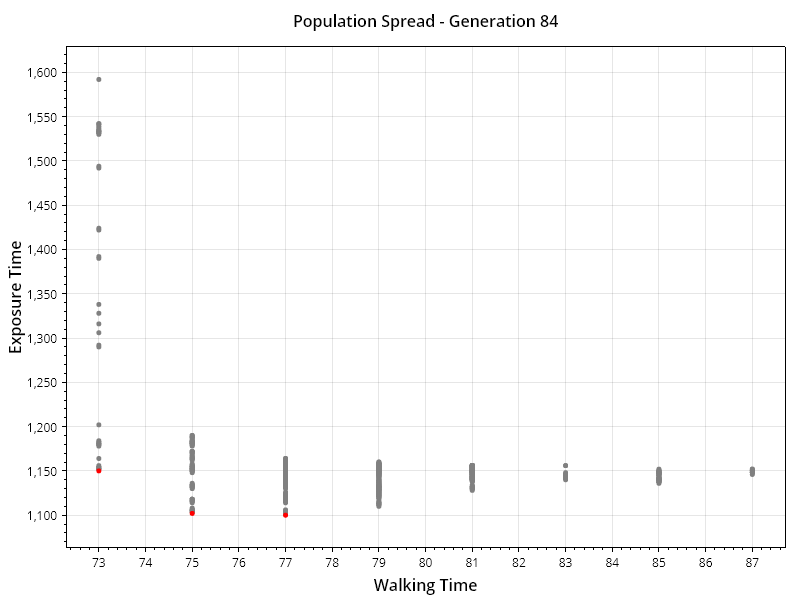 Population Spread - Generation 84
Exposure Time
1,600
1,550
1,500
1,450
1,400
1,350
1,300
1,250
1,200
1,150
1,100
73 74 75 76 77 78 79 80 81 82 83 84 85 86 87
Walking Time